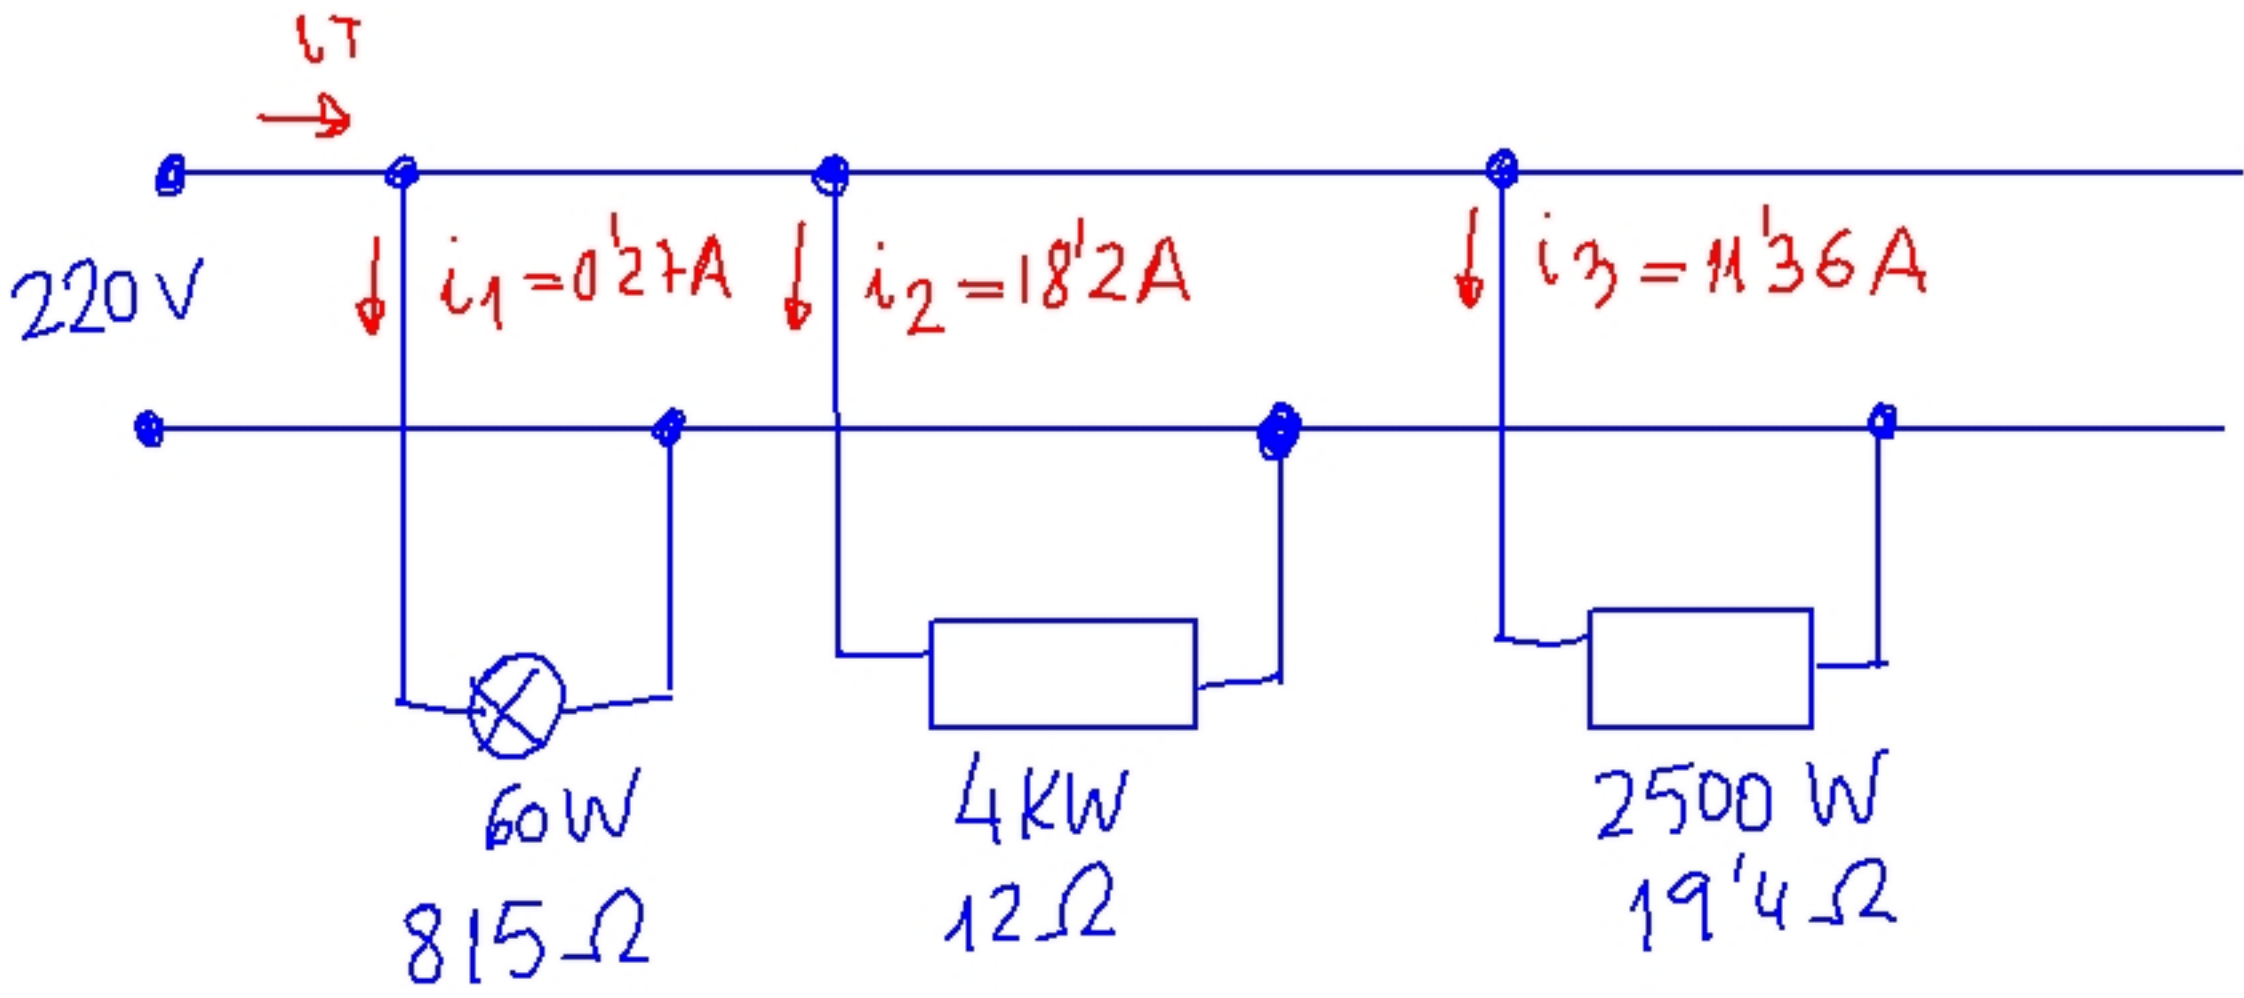 iT
220V
i1 = 0'27A
i2 = 18'2A
i3 = 11'36A
60W
815Ω
4KW
12Ω
2500 W
19'4Ω